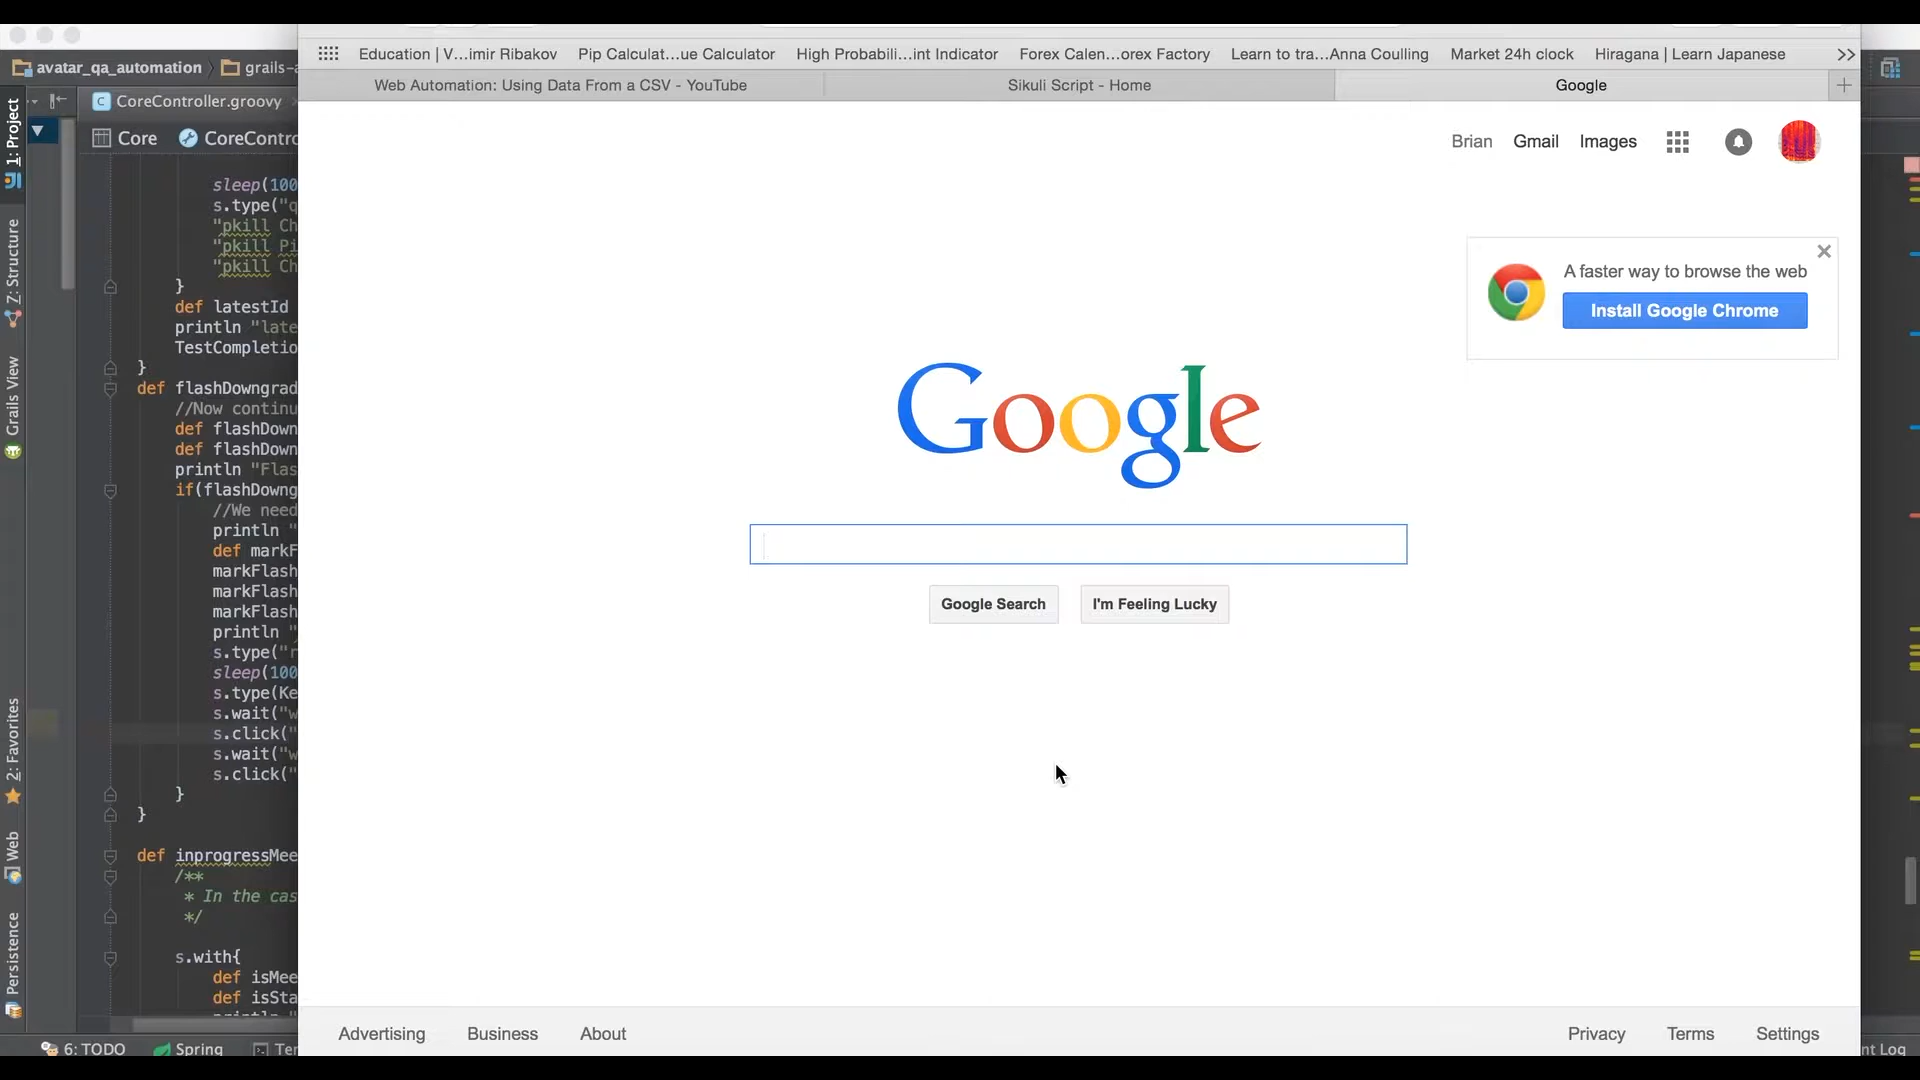 Education | V...imir Ribakov Pip Calculat...ue Calculator High Probabili...int Indicator Forex Calen...orex Factory Learn to tra...Anna Coulling Market 24h clock Hiragana | Learn Japanese
avatar_qa_automation grails-a
Web Automation: Using Data From a CSV - YouTube Sikuli Script - Home Google
CoreController.groovy
Core CoreContro
Brian Gmail Images
A faster way to browse the web
Install Google Chrome
Google
Google Search I'm Feeling Lucky
Advertising Business About Privacy Terms Settings
1: Project
7: Structure
Grails View
2: Favorites
Web
Persistence
sleep(100
s.type("q
"pkill Ch
"pkill Pi
"pkill Ch
}
def latestId
println "late
TestCompletio
}
def flashDowngrad
//Now continu
def flashDown
def flashDown
println "Flas
if(flashDowng
//We need
println "
def markF
markFlash
markFlash
markFlash
println "
s.type("r
sleep(100
s.type(Ke
s.wait("w
s.click("
s.wait("w
s.click("
}
}
def inprogressMee
/**
* In the cas
*/
s.with{
def isMee
def isSta
println "
6: TODO Spring Ter nt Log